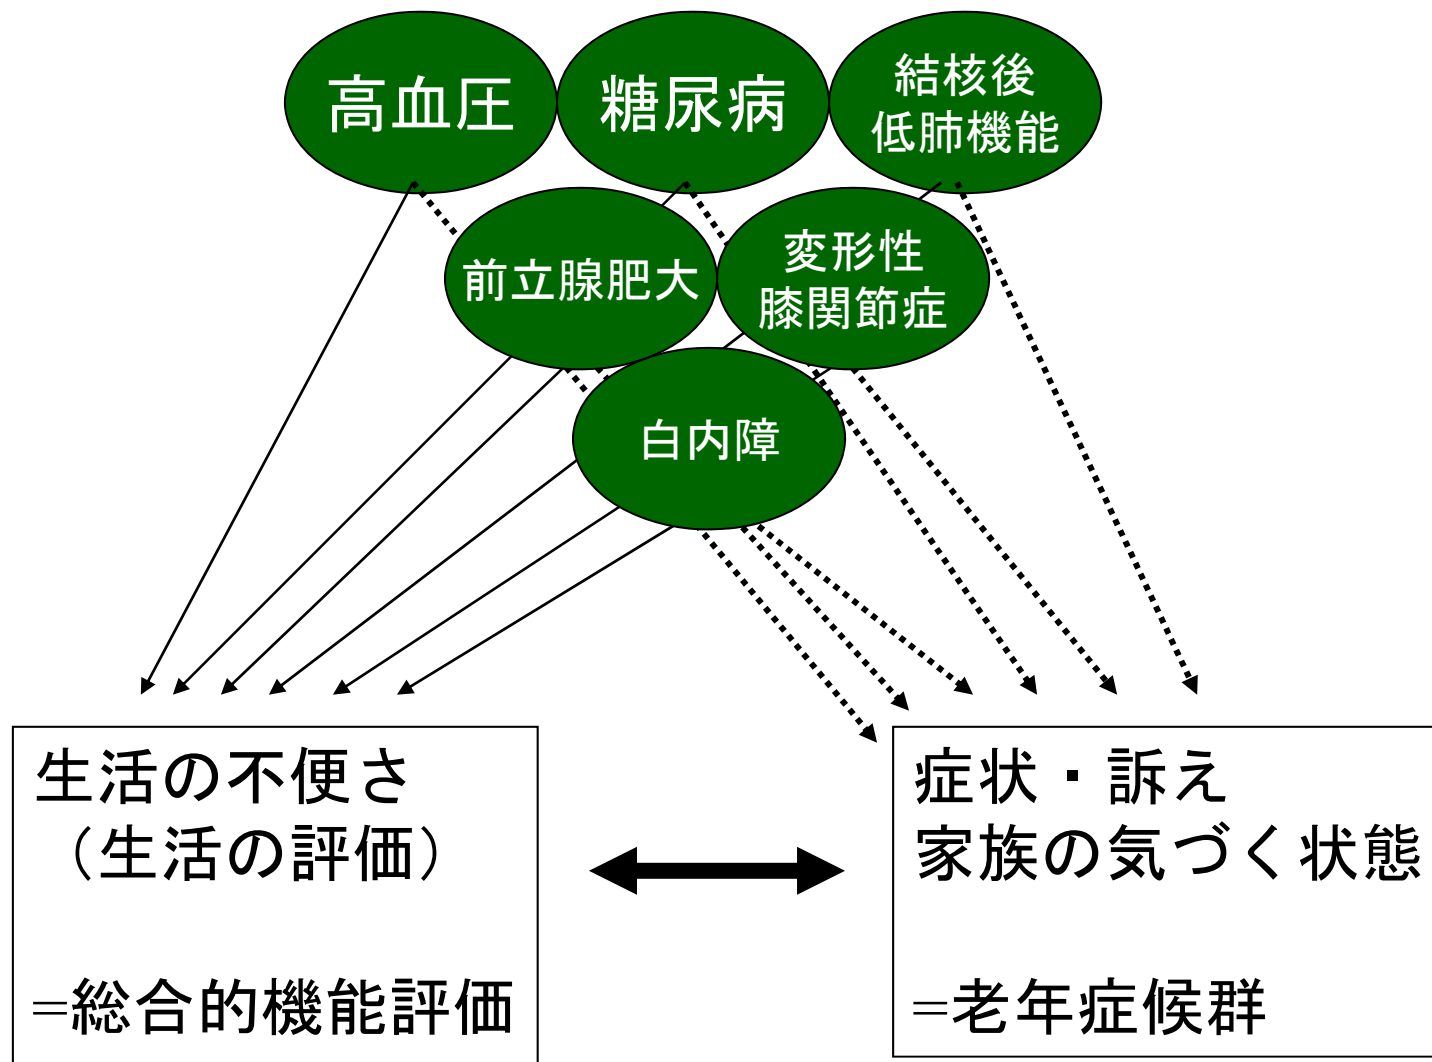 高血圧
糖尿病
結核後
低肺機能
前立腺肥大
変形性
膝関節症
白内障
生活の不便さ
（生活の評価）
=総合的機能評価
症状・訴え
家族の気づく状態
=老年症候群